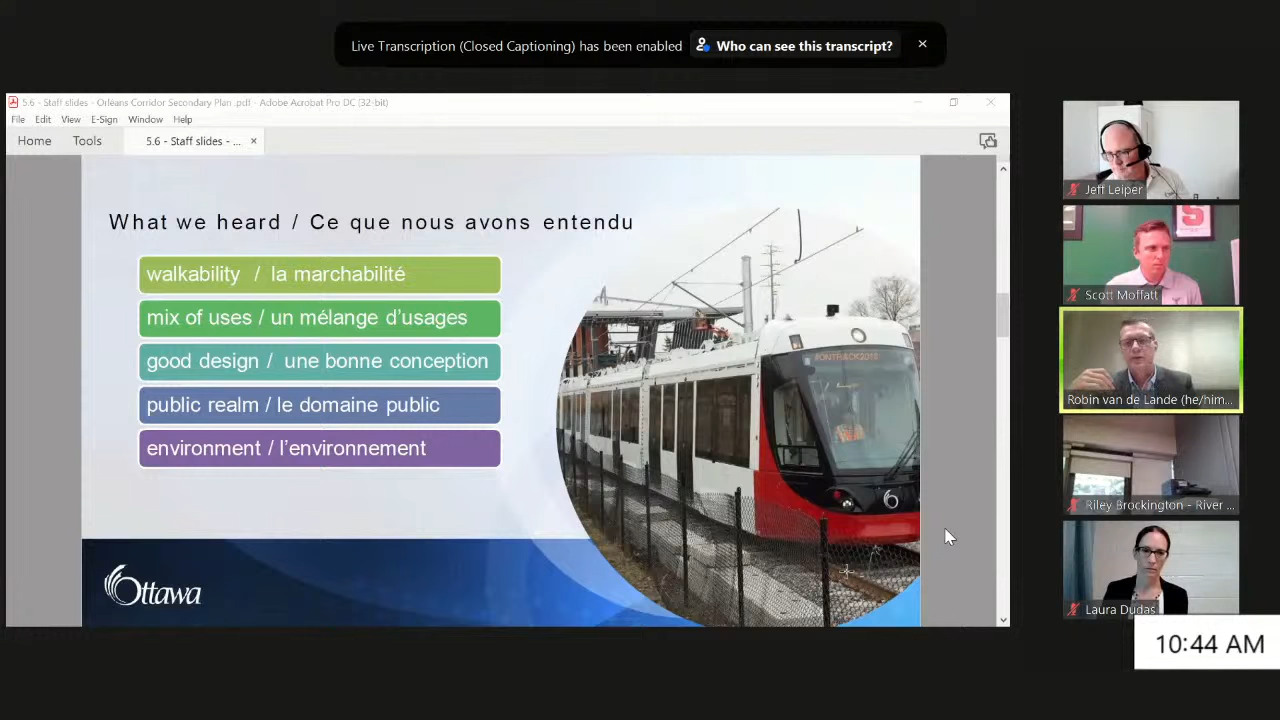 Live Transcription (Closed Captioning) has been enabled Who can see this transcript?
5.6 - Staff slides - Orléans Corridor Secondary Plan .pdf - Adobe Acrobat Pro DC (32-bit)
File Edit View E-Sign Window Help
Home Tools 5.6 - Staff slides - ...
What we heard / Ce que nous avons entendu
walkability / la marchabilité
mix of uses / un mélange d'usages
good design / une bonne conception
public realm / le domaine public
environment / l'environnement
Ottawa
#ONTRACK2018
Jeff Leiper
Scott Moffatt
Robin van de Lande (he/him...
Riley Brockington - River ...
Laura Dudas
10:44 AM